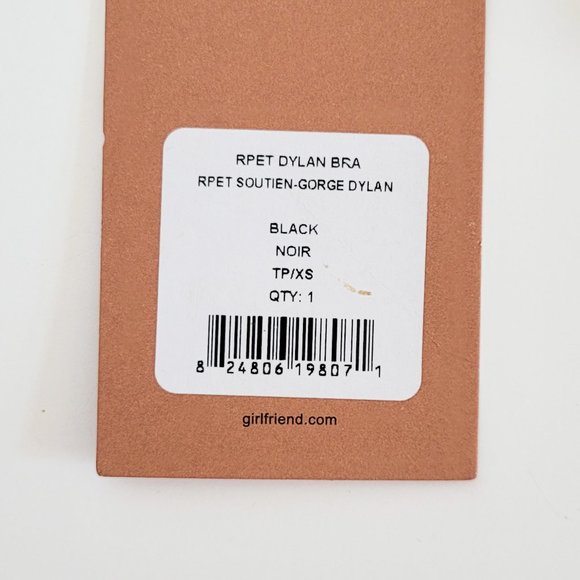 RPET DYLAN BRA
RPET SOUTIEN-GORGE DYLAN
BLACK
NOIR
TP/XS
QTY: 1
8 24806 19807 1
girlfriend.com